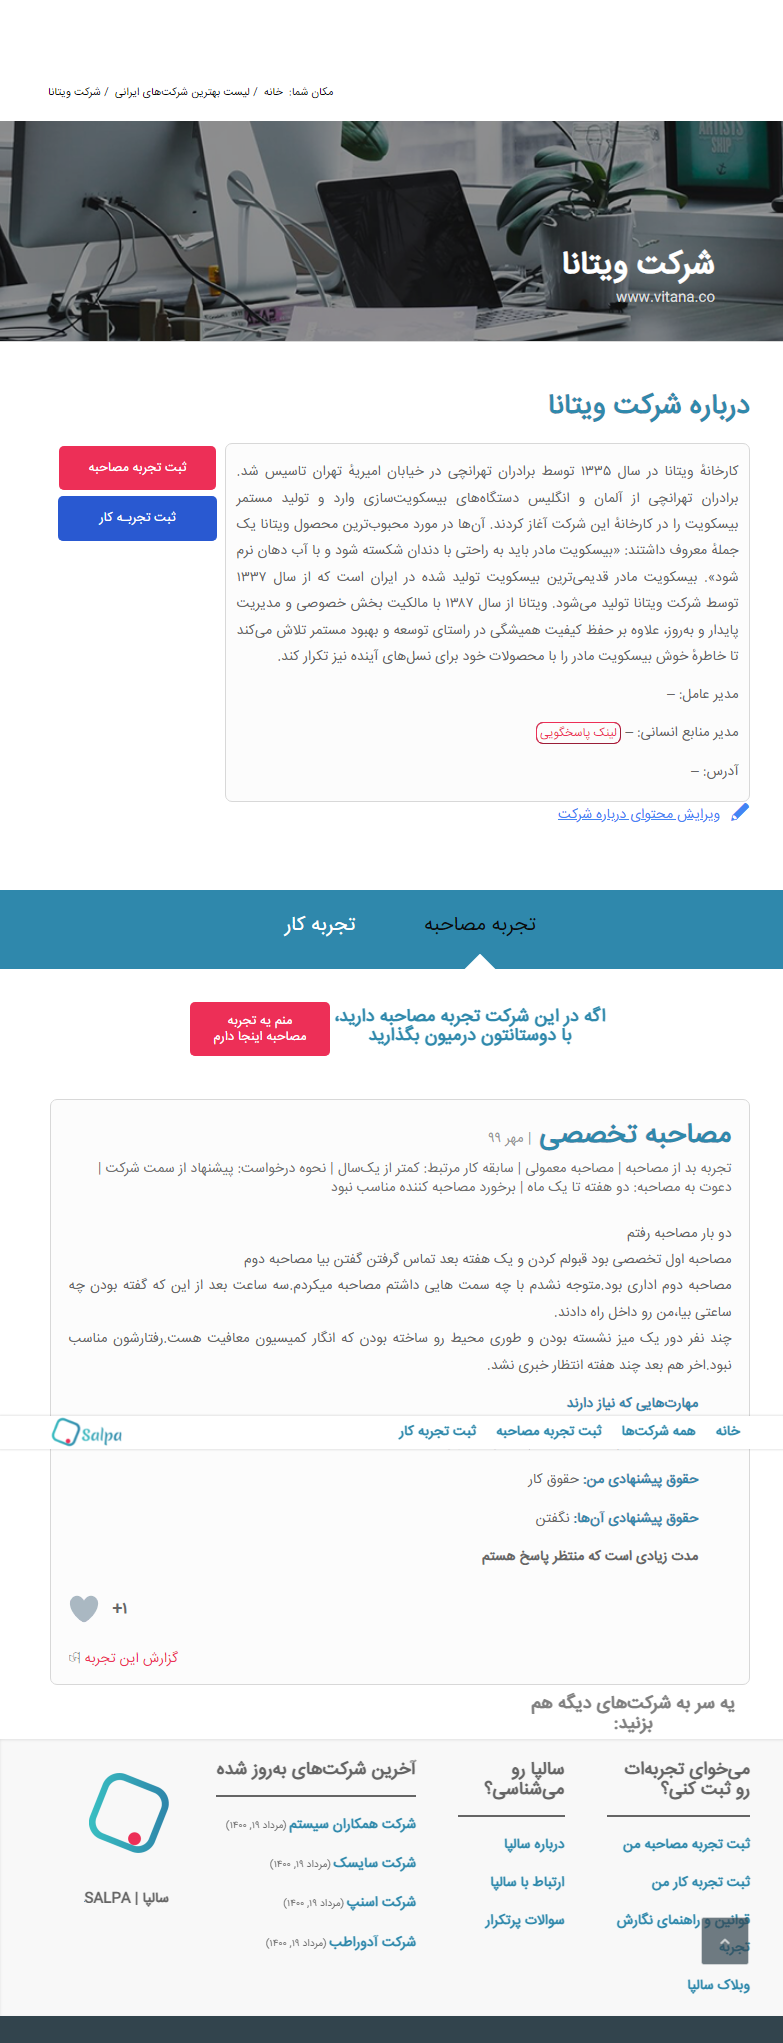 مکان شما: خانه / لیست بهترین شرکت‌های ایرانی / شرکت ویتانا
ARTISTS
SHIP
شرکت ویتانا
www.vitana.co
درباره شرکت ویتانا
کارخانهٔ ویتانا در سال ۱۳۳۵ توسط برادران تهرانچی در خیابان امیریهٔ تهران تاسیس شد.
برادران تهرانچی از آلمان و انگلیس دستگاه‌های بیسکویت‌سازی وارد و تولید مستمر
بیسکویت را در کارخانهٔ این شرکت آغاز کردند. آن‌ها در مورد محبوب‌ترین محصول ویتانا یک
جملهٔ معروف داشتند: «بیسکویت مادر باید به راحتی با دندان شکسته شود و با آب دهان نرم
شود». بیسکویت مادر قدیمی‌ترین بیسکویت تولید شده در ایران است که از سال ۱۳۳۷
توسط شرکت ویتانا تولید می‌شود. ویتانا از سال ۱۳۸۷ با مالکیت بخش خصوصی و مدیریت
پایدار و به‌روز، علاوه بر حفظ کیفیت همیشگی در راستای توسعه و بهبود مستمر تلاش می‌کند
تا خاطرهٔ خوش بیسکویت مادر را با محصولات خود برای نسل‌های آینده نیز تکرار کند.
مدیر عامل: –
مدیر منابع انسانی: – لینک پاسخگویی
آدرس: –
ویرایش محتوای درباره شرکت
ثبت تجربه مصاحبه
ثبت تجربـه کار
تجربه مصاحبه
تجربه کار
اگه در این شرکت تجربه مصاحبه دارید،
با دوستانتون درمیون بگذارید
منم یه تجربه
مصاحبه اینجا دارم
مصاحبه تخصصی | مهر ۹۹
تجربه بد از مصاحبه | مصاحبه معمولی | سابقه کار مرتبط: کمتر از یک‌سال | نحوه درخواست: پیشنهاد از سمت شرکت |
دعوت به مصاحبه: دو هفته تا یک ماه | برخورد مصاحبه کننده مناسب نبود
دو بار مصاحبه رفتم
مصاحبه اول تخصصی بود قبولم کردن و یک هفته بعد تماس گرفتن گفتن بیا مصاحبه دوم
مصاحبه دوم اداری بود.متوجه نشدم با چه سمت هایی داشتم مصاحبه میکردم.سه ساعت بعد از این که گفته بودن چه
ساعتی بیا،من رو داخل راه دادند.
چند نفر دور یک میز نشسته بودن و طوری محیط رو ساخته بودن که انگار کمیسیون معافیت هست.رفتارشون مناسب
نبود.اخر هم بعد چند هفته انتظار خبری نشد.
مهارت‌هایی که نیاز دارند
خانه همه شرکت‌ها ثبت تجربه مصاحبه ثبت تجربه کار
Salpa
حقوق پیشنهادی من: حقوق کار
حقوق پیشنهادی آن‌ها: نگفتن
مدت زیادی است که منتظر پاسخ هستم
+۱
گزارش این تجربه
یه سر به شرکت‌های دیگه هم
بزنید:
می‌خوای تجربه‌ات
رو ثبت کنی؟
ثبت تجربه مصاحبه من
ثبت تجربه کار من
قوانین و راهنمای نگارش
تجربه
وبلاگ سالپا
سالپا رو
می‌شناسی؟
درباره سالپا
ارتباط با سالپا
سوالات پرتکرار
آخرین شرکت‌های به‌روز شده
شرکت همکاران سیستم (مرداد ۱۹, ۱۴۰۰)
شرکت سایسک (مرداد ۱۹, ۱۴۰۰)
شرکت اسنپ (مرداد ۱۹, ۱۴۰۰)
شرکت آدوراطب (مرداد ۱۹, ۱۴۰۰)
سالپا | SALPA